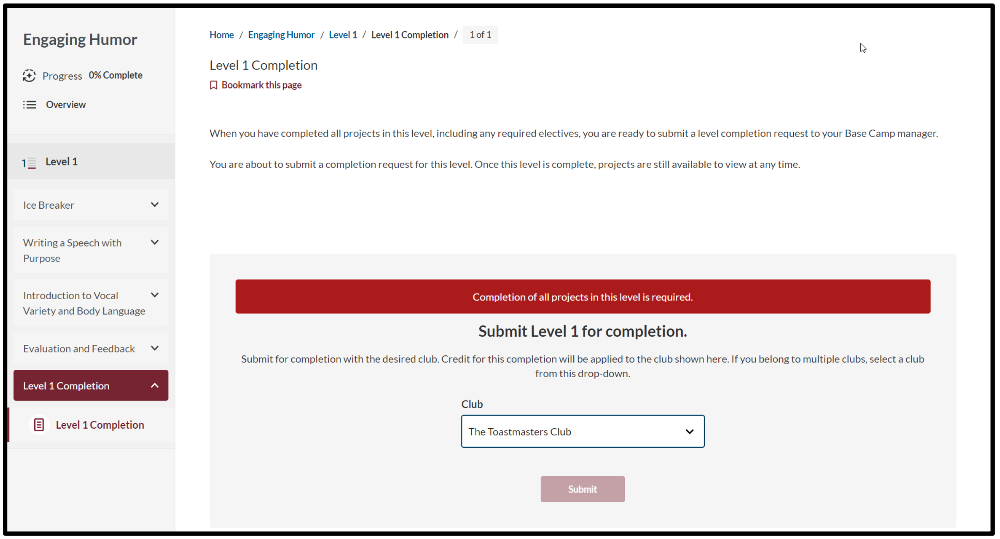 Engaging Humor
Progress 0% Complete
Overview
1 Level 1
Ice Breaker
Writing a Speech with
Purpose
Introduction to Vocal
Variety and Body Language
Evaluation and Feedback
Level 1 Completion
Level 1 Completion
Home / Engaging Humor / Level 1 / Level 1 Completion / 1 of 1
Level 1 Completion
Bookmark this page
When you have completed all projects in this level, including any required electives, you are ready to submit a level completion request to your Base Camp manager.
You are about to submit a completion request for this level. Once this level is complete, projects are still available to view at any time.
Completion of all projects in this level is required.
Submit Level 1 for completion.
Submit for completion with the desired club. Credit for this completion will be applied to the club shown here. If you belong to multiple clubs, select a club
from this drop-down.
Club
The Toastmasters Club
Submit